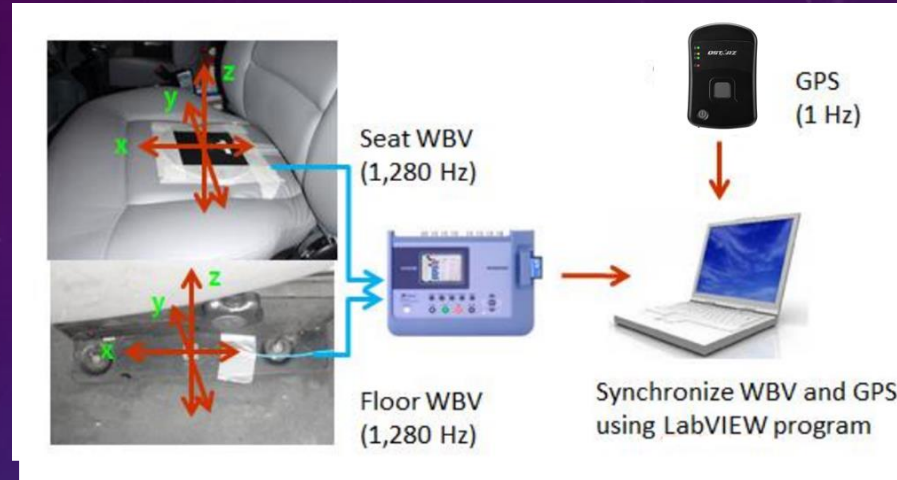 z
y
x
Seat WBV
(1,280 Hz)
z
y
x
Floor WBV
(1,280 Hz)
GPS
(1 Hz)
Synchronize WBV and GPS
using LabVIEW program